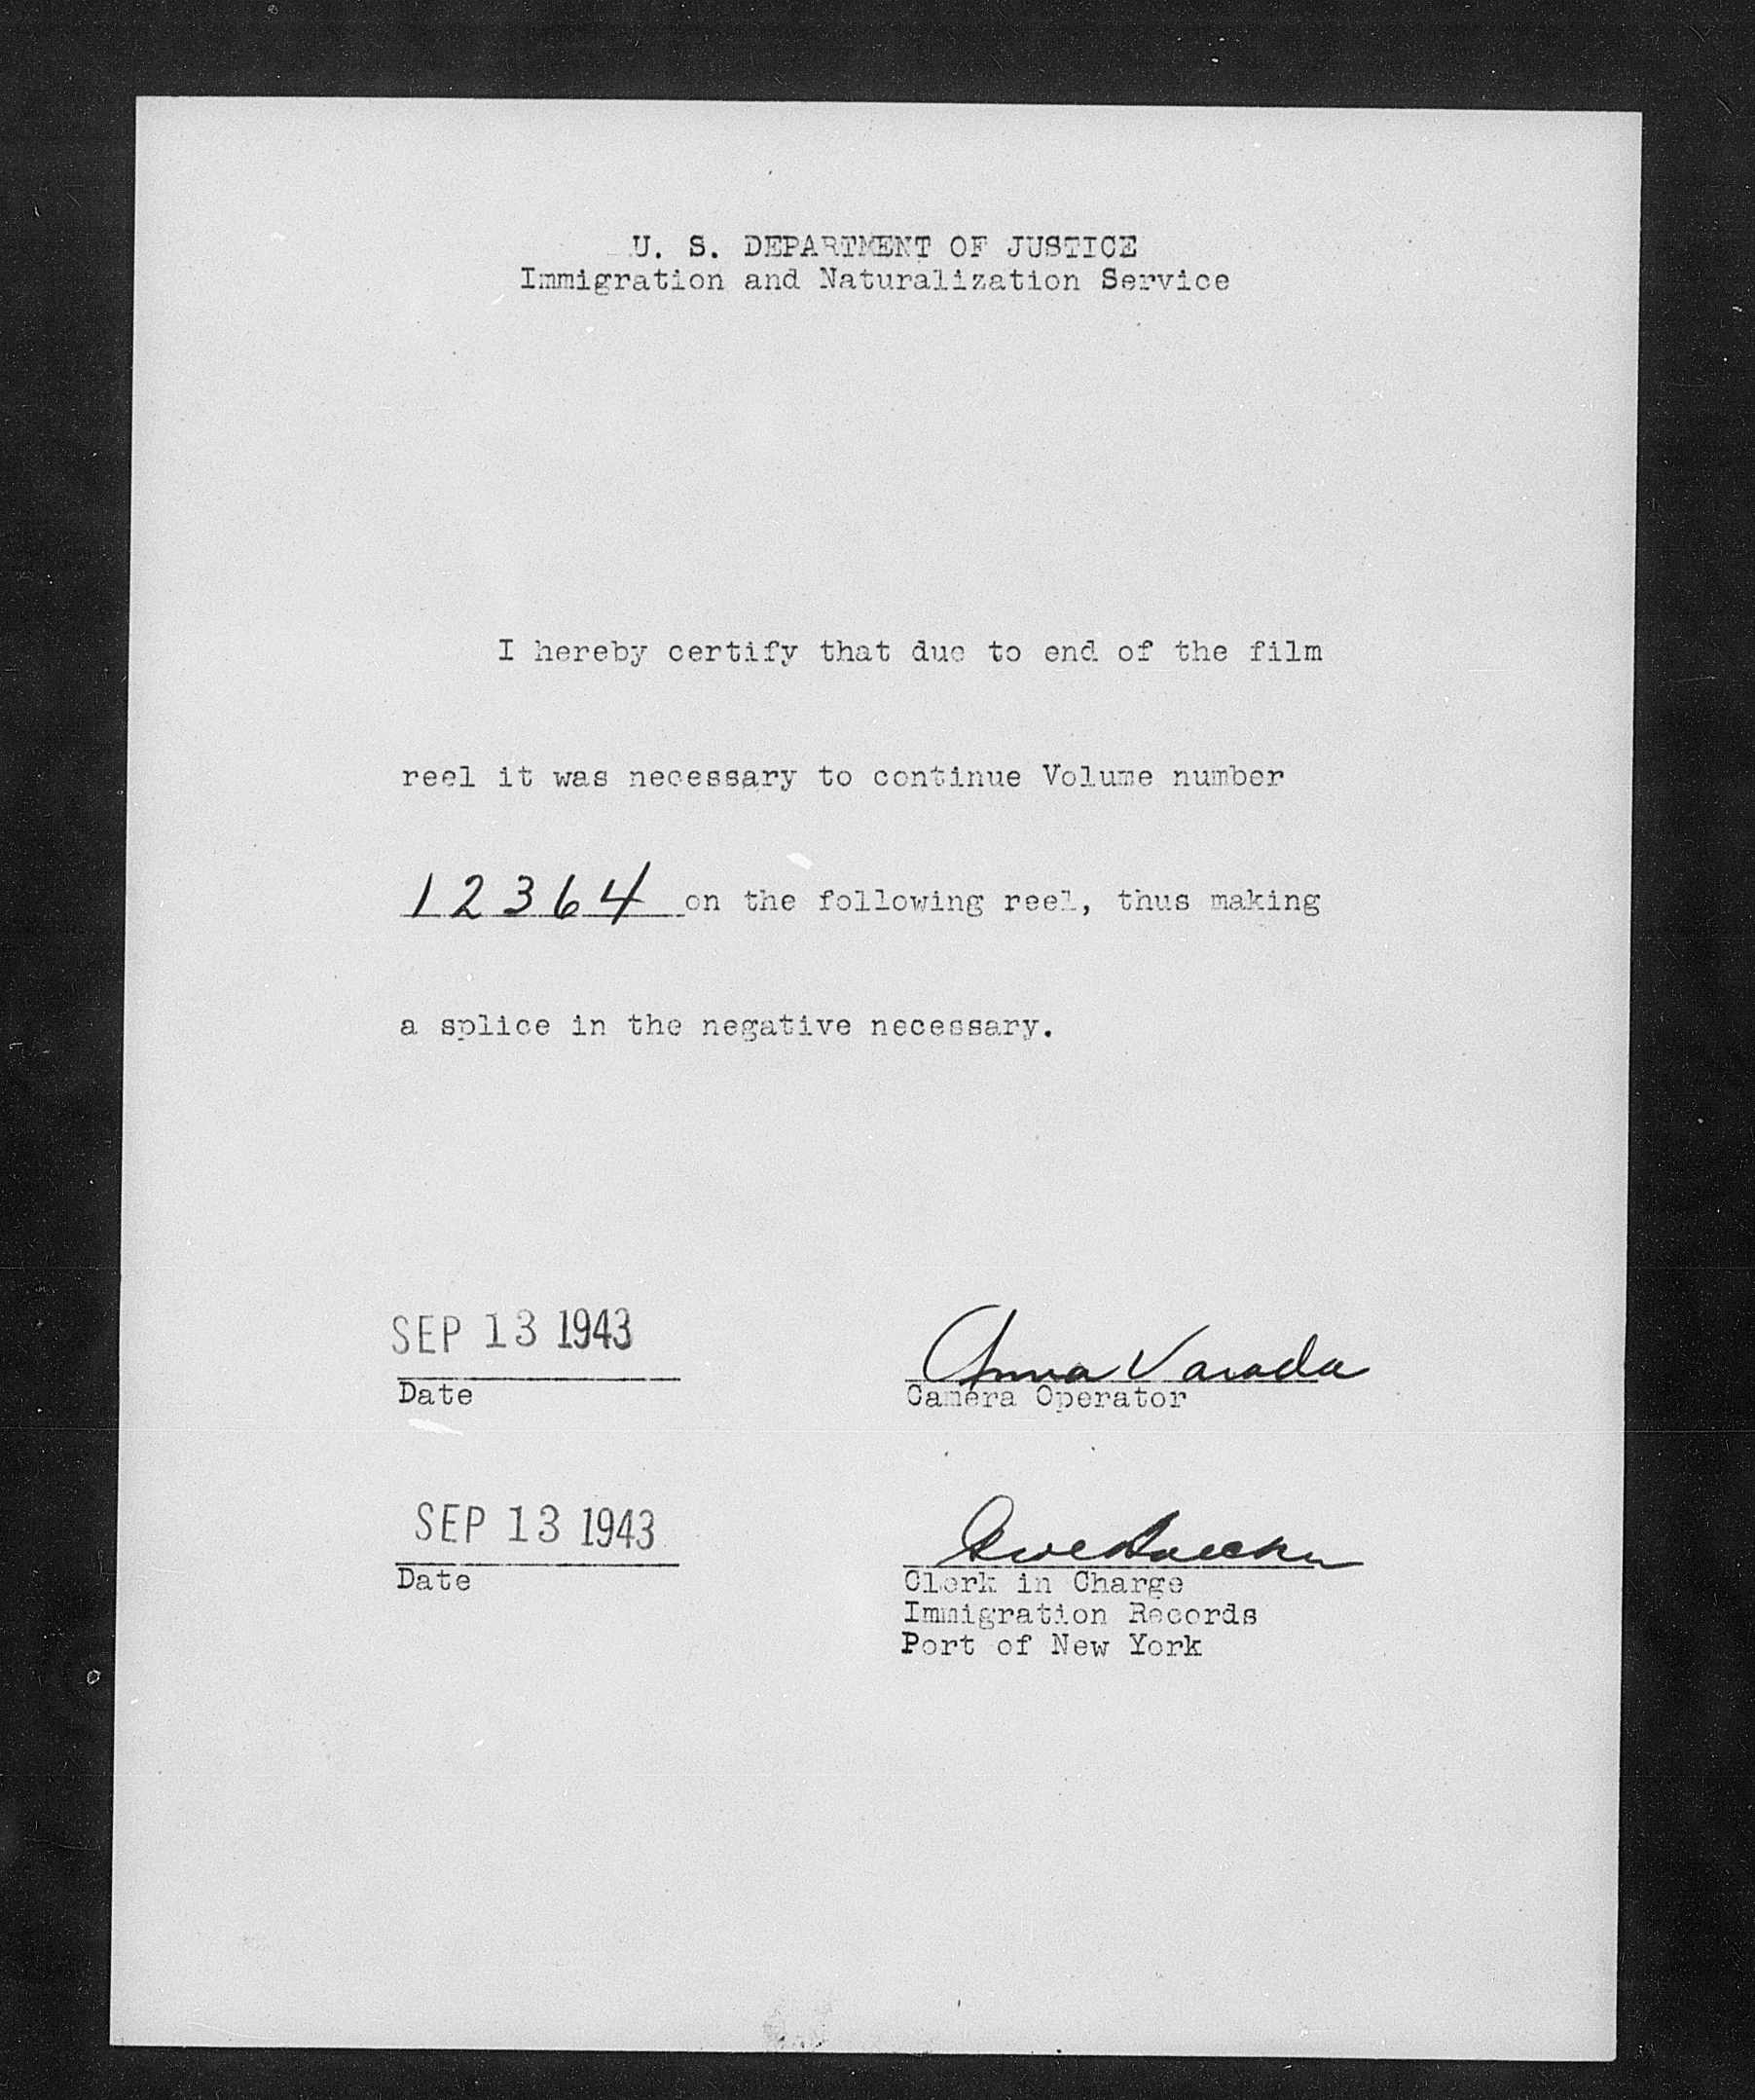 U. S. DEPARTMENT OF JUSTICE
Immigration and Naturalization Service
I hereby certify that due to end of the film
reel it was necessary to continue Volume number
12364 on the following reel, thus making
a splice in the negative necessary.
SEP 13 1943
Anna Varada
Date
Camera Operator
SEP 13 1943
Date
Clerk in Charge
Immigration Records
Port of New York